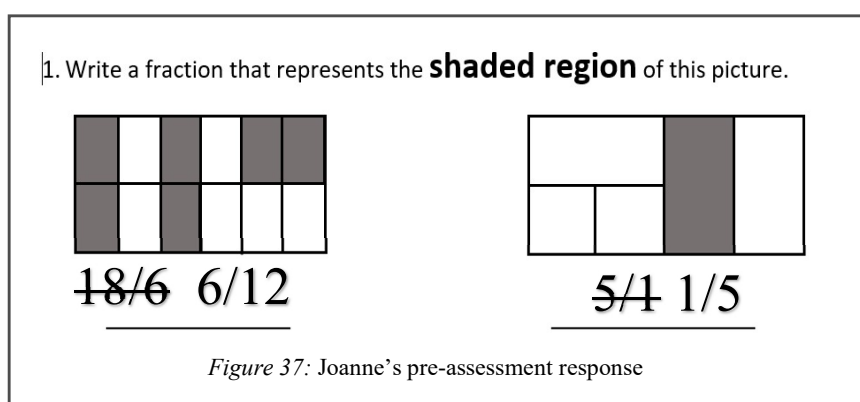 1. Write a fraction that represents the shaded region of this picture.
18/6 6/12
5/1 1/5
Figure 37: Joanne’s pre-assessment response